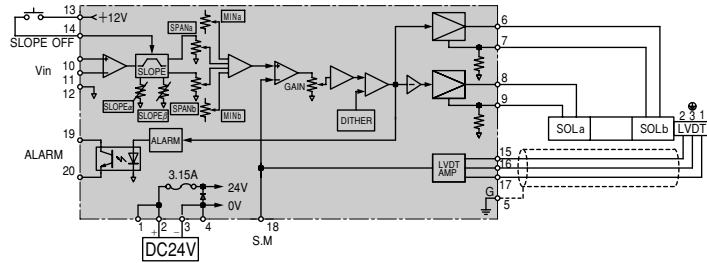 13
+12V
SPANa
MINa
6
14
SLOPE OFF
7
Vin
10
SLOPE
GAIN
8
11
12
SLOPEα
SLOPEβ
SPANb
MINb
DITHER
9
SOLa
SOLb
2 3 1
LVDT
19
ALARM
ALARM
20
LVDT
AMP
15
16
17
3.15A
24V
0V
G
5
1
2
3
4
18
S.M
+
−
DC24V